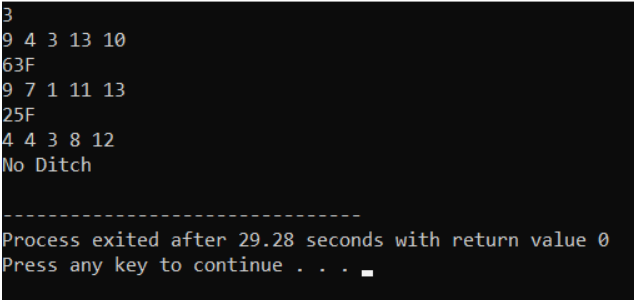 3
9 4 3 13 10
63F
9 7 1 11 13
25F
4 4 3 8 12
No Ditch
--------------------------------
Process exited after 29.28 seconds with return value 0
Press any key to continue . . .